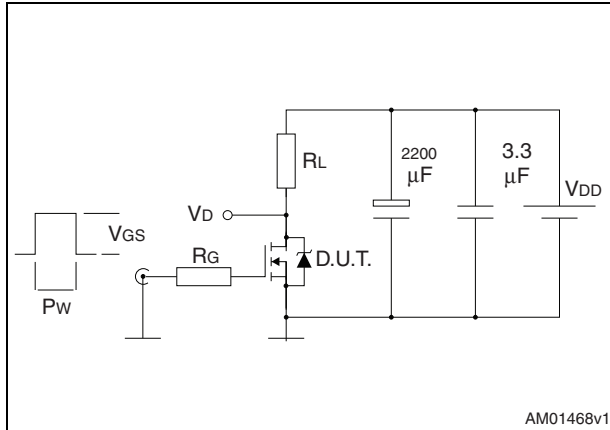 RL
2200
μF
3.3
μF
VDD
VD
VGS
RG
D.U.T.
PW
AM01468v1